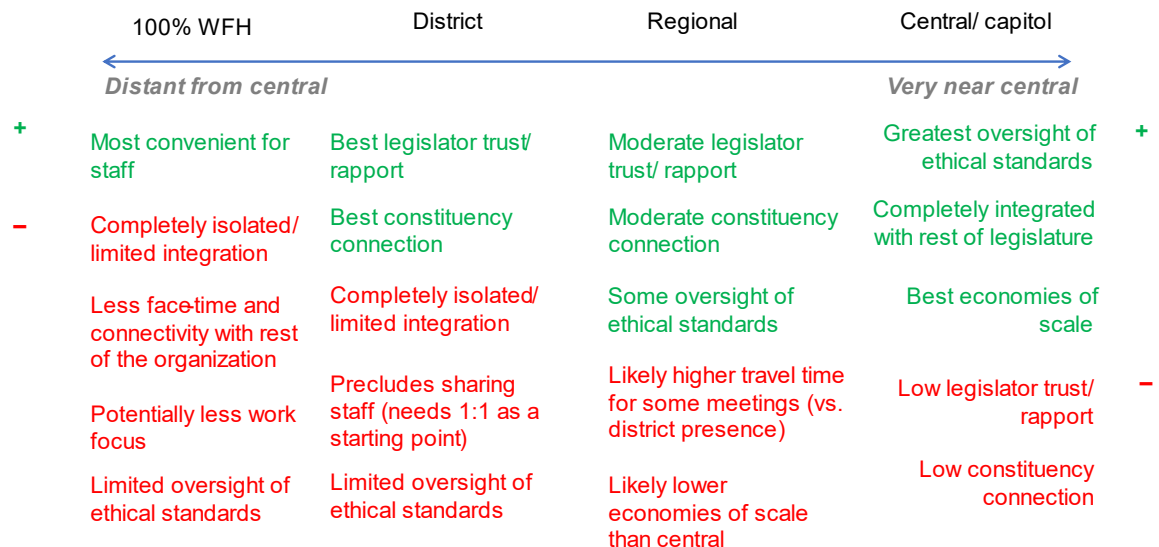 100% WFH
District
Regional
Central/ capitol
Distant from central
Very near central
+
Most convenient for
staff
Best legislator trust/
rapport
Moderate legislator
trust/ rapport
Greatest oversight of
ethical standards
+
–
Completely isolated/
limited integration
Best constituency
connection
Moderate constituency
connection
Completely integrated
with rest of legislature
Less face-time and
connectivity with rest
of the organization
Completely isolated/
limited integration
Some oversight of
ethical standards
Best economies of
scale
Potentially less work
focus
Precludes sharing
staff (needs 1:1 as a
starting point)
Likely higher travel time
for some meetings (vs.
district presence)
Low legislator trust/
rapport
–
Limited oversight of
ethical standards
Limited oversight of
ethical standards
Likely lower
economies of scale
than central
Low constituency
connection